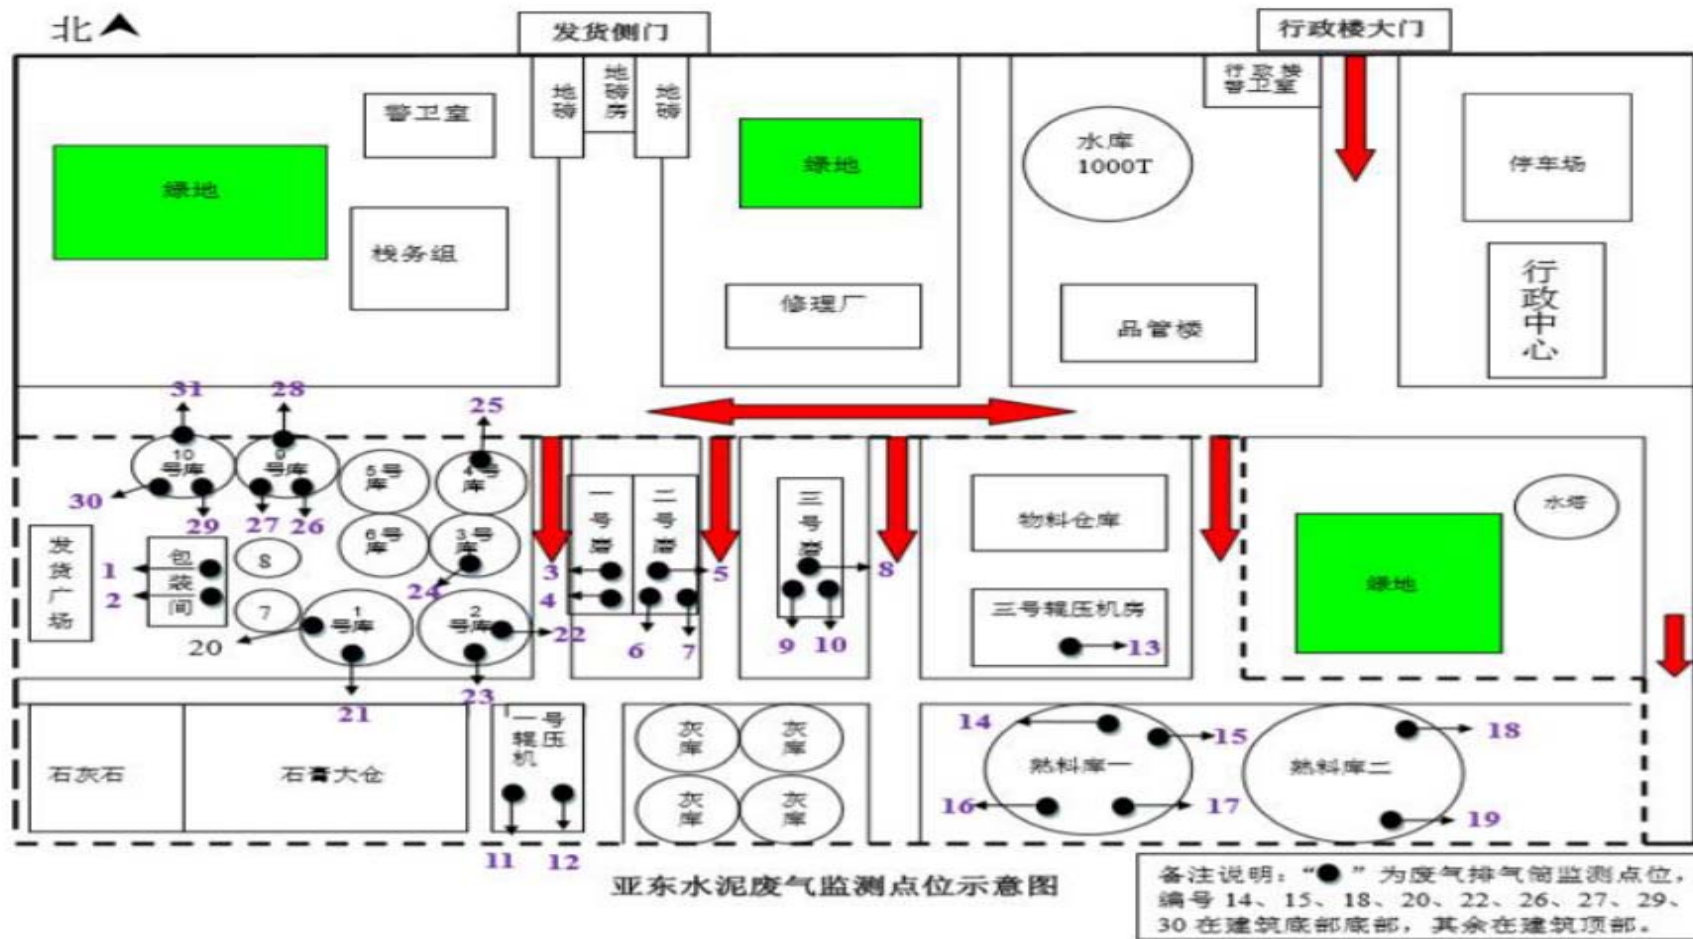 北
发货侧门
行政楼大门
地磅
地磅房
地磅
行政楼
警卫室
警卫室
绿地
绿地
水库
1000T
停车场
栈务组
修理厂
品管楼
行政中心
31
28
25
10
号库
9
号库
5号
库
4号
库
30
29
27
26
6号
库
3号
库
24
发货广场
包装间
1
2
8
7
20
1
号库
2
号库
22
21
23
一号
二号
三号
3
4
5
6
7
8
9
10
物料仓库
三号辊压机房
13
水塔
绿地
石灰石
石膏大仓
一号
辊压
机
11
12
灰库
灰库
灰库
灰库
14
15
熟料库一
16
17
18
熟料库二
19
亚东水泥废气监测点位示意图
备注说明：“●”为废气排气筒监测点位，
编号 14、15、18、20、22、26、27、29、
30 在建筑底部底部，其余在建筑顶部。